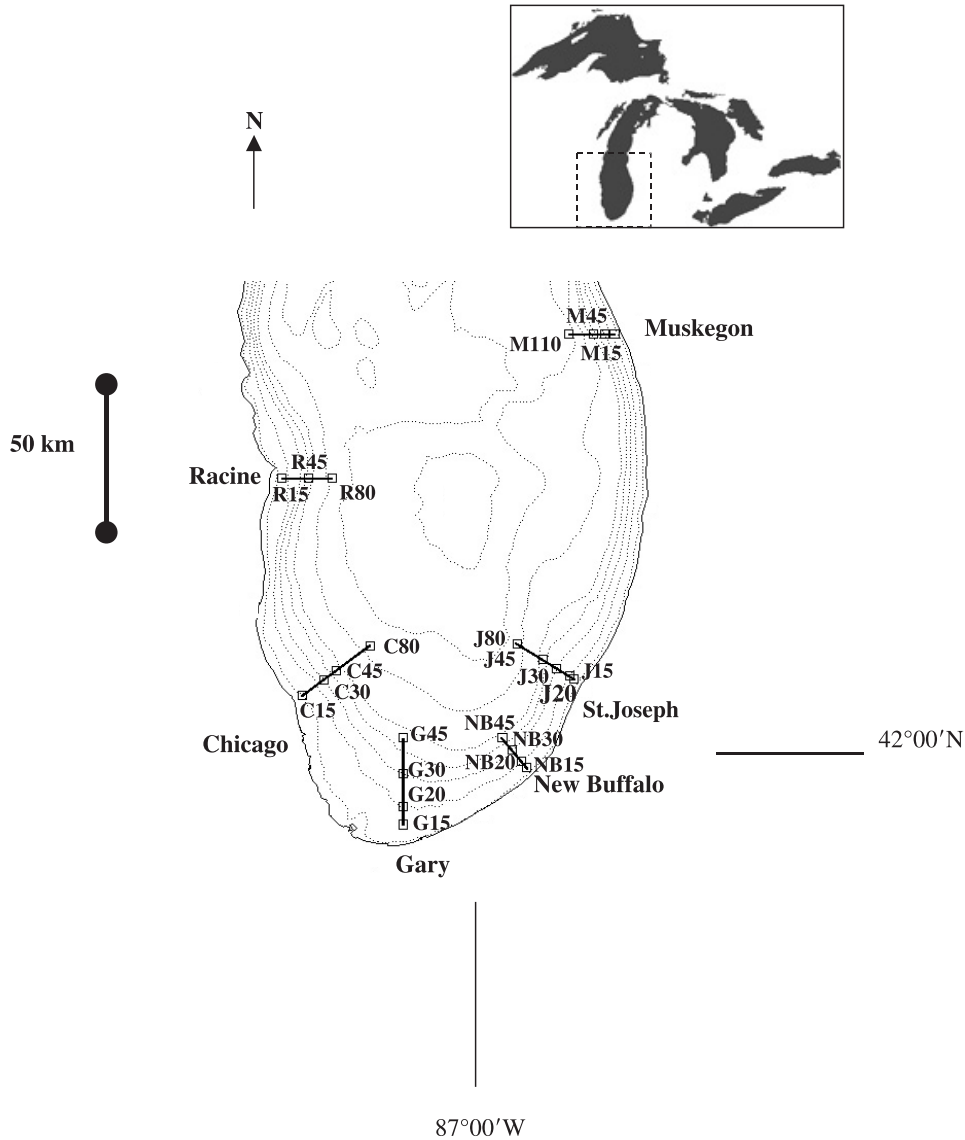 N
M45
Muskegon
M110
M15
50 km
R45
Racine
R15
R80
J80
C80
J45
C45
J30
J15
C30
J20
C15
St.Joseph
NB45
G45
NB30
Chicago
42°00′N
NB20
NB15
G30
New Buffalo
G20
G15
Gary
87°00′W